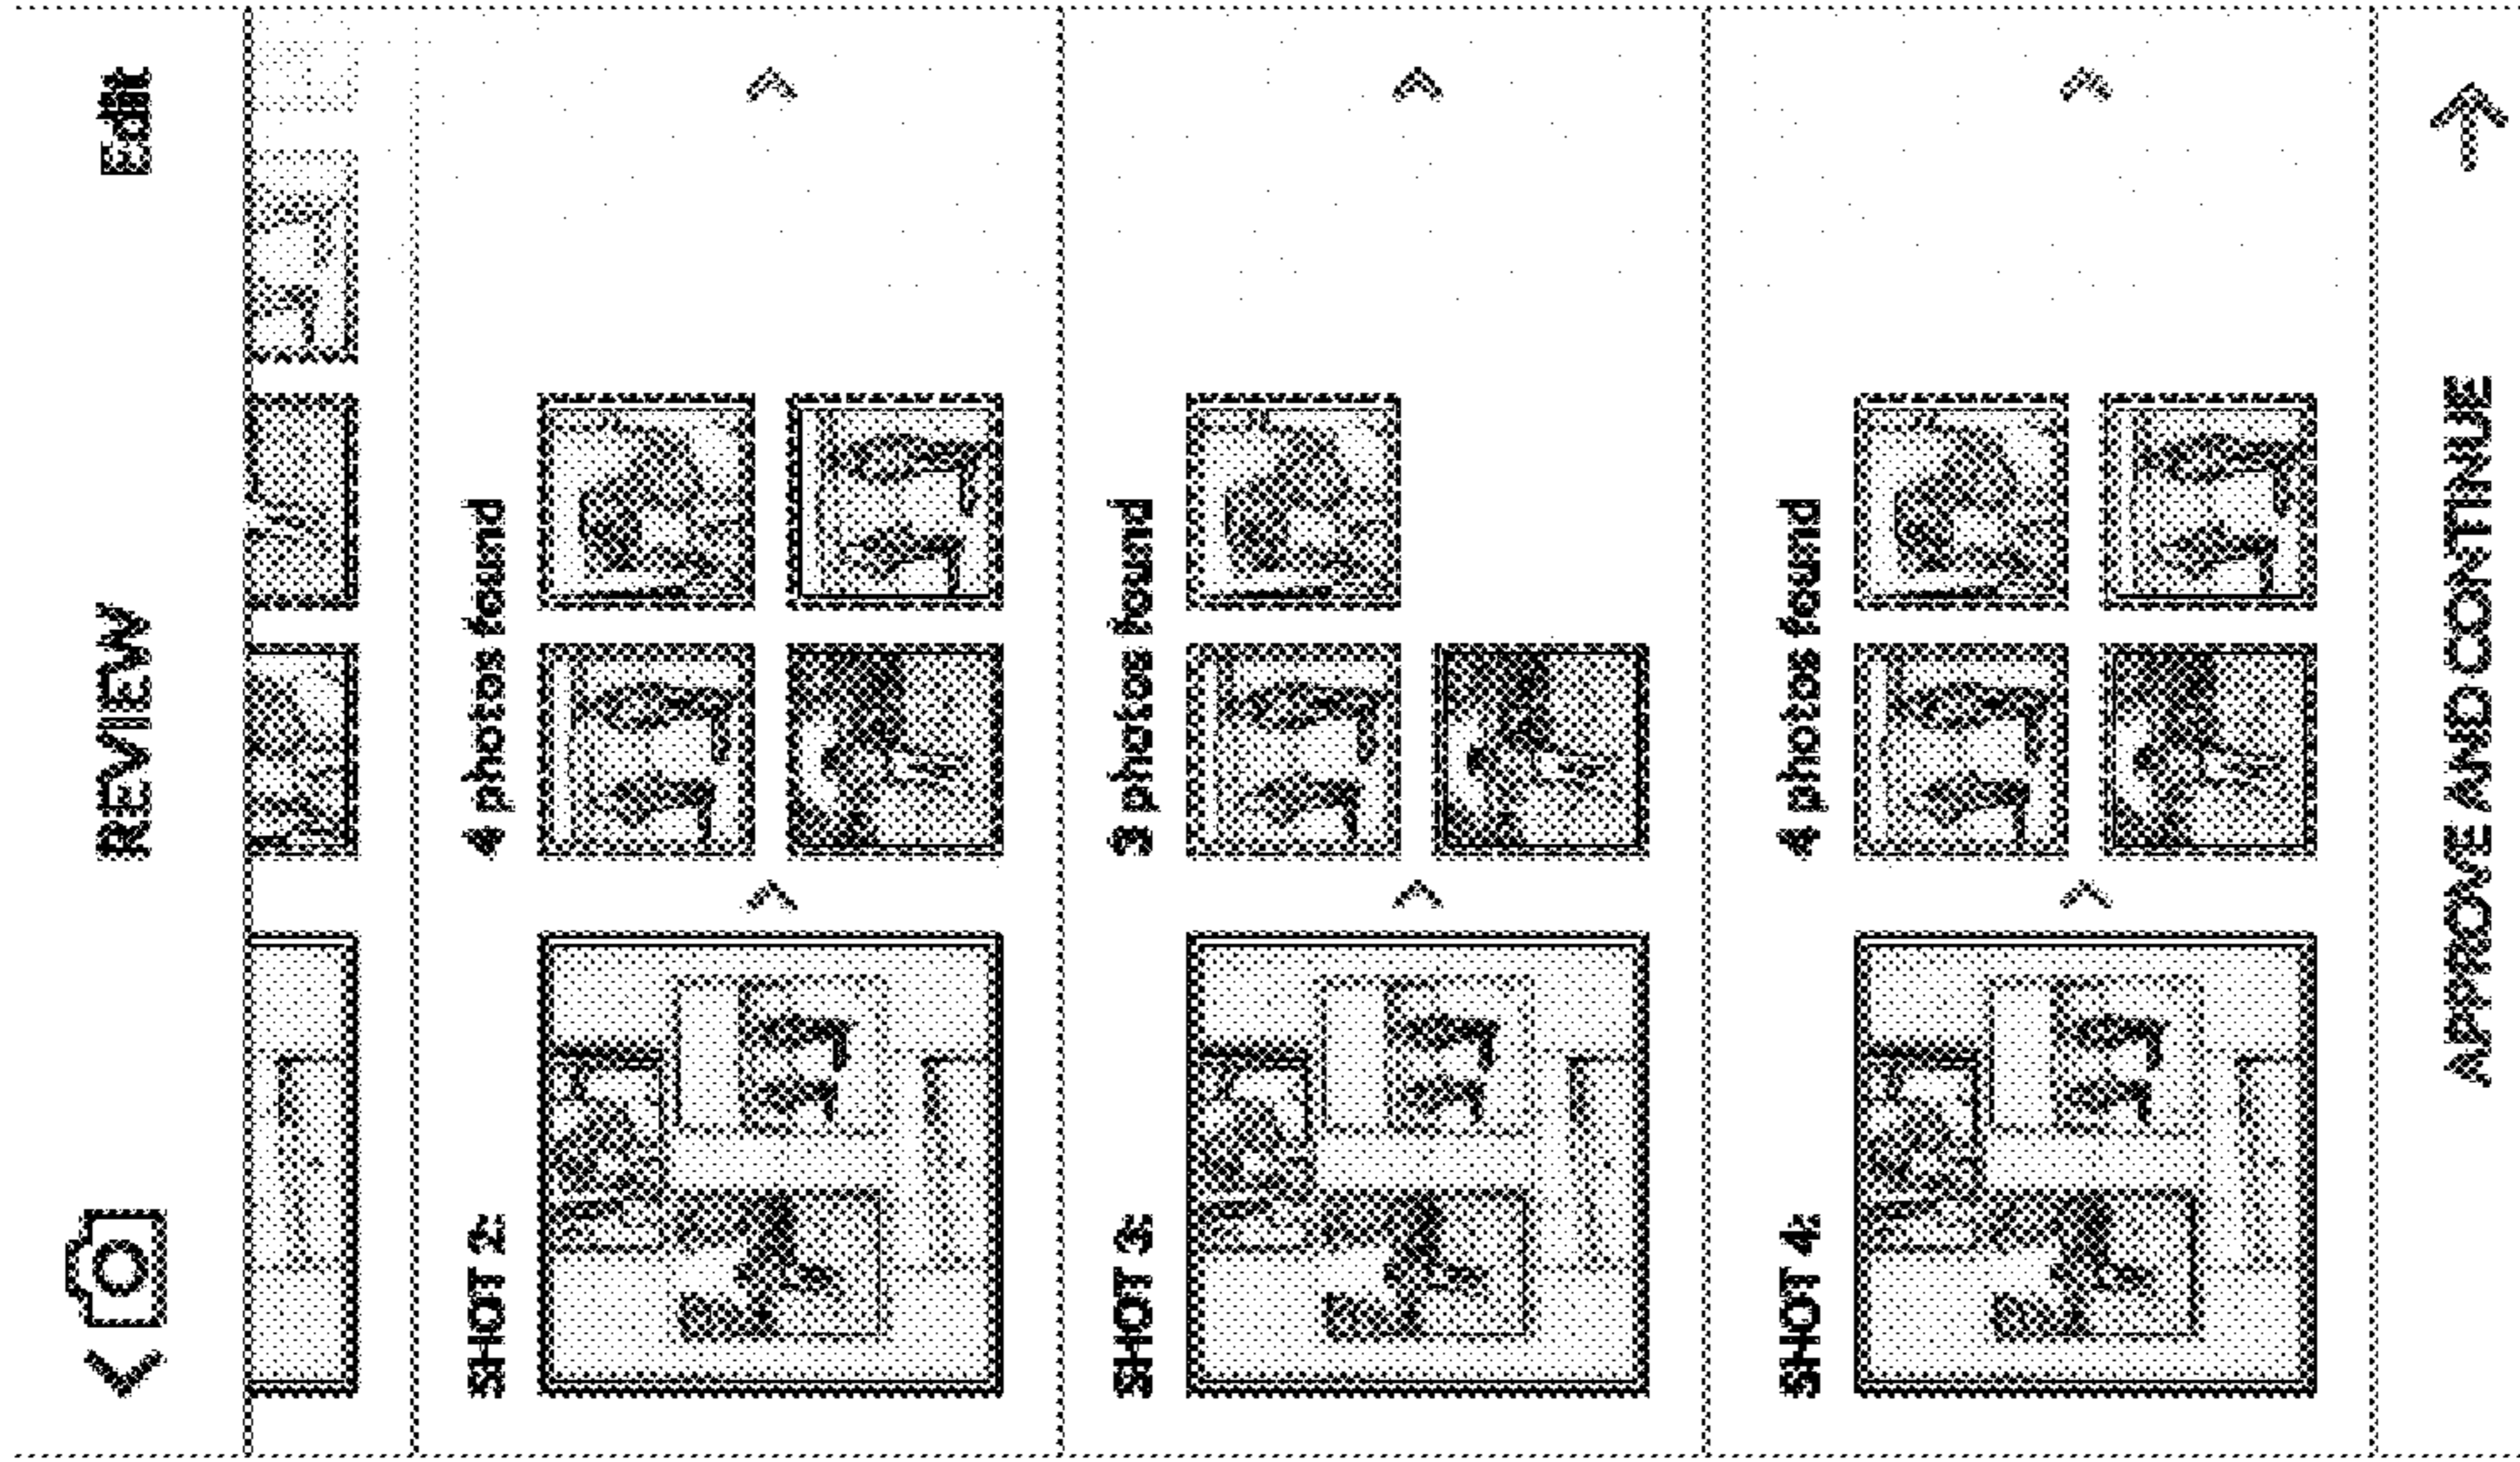 REVIEW Edit
SHOT 2: 4 photos found
SHOT 3: 3 photos found
SHOT 4: 4 photos found
APPROVE AND CONTINUE